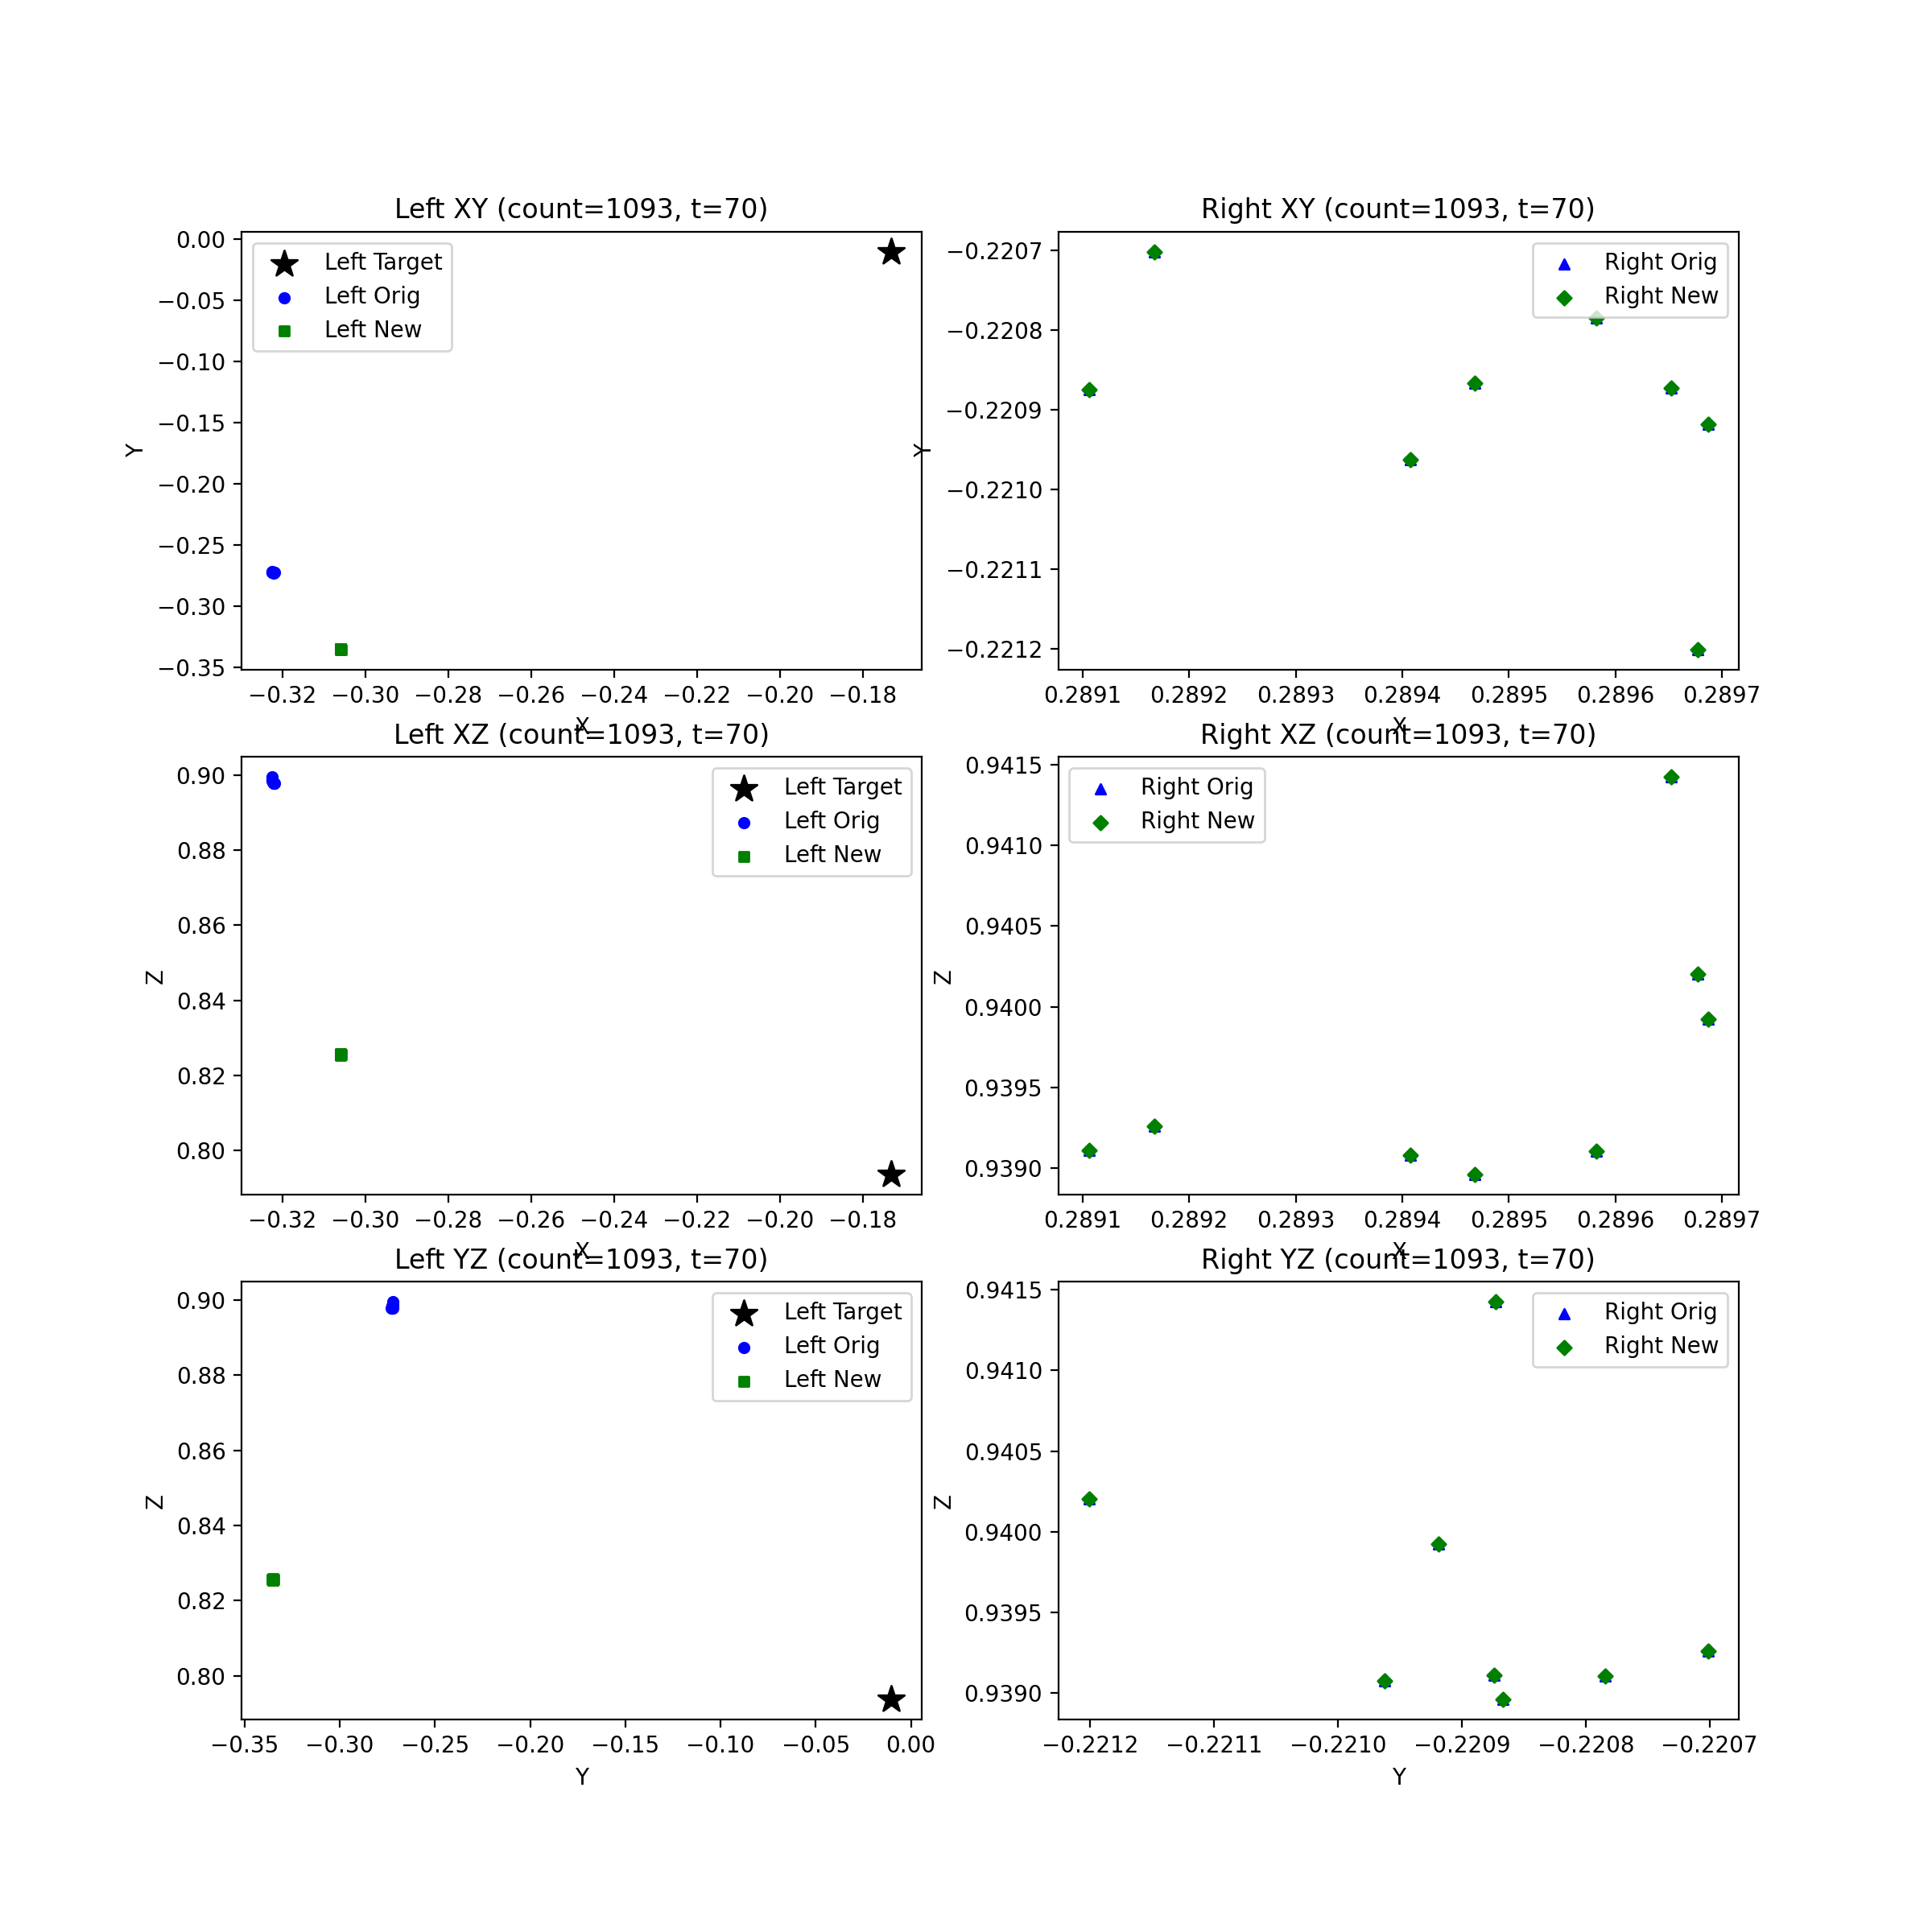 Left XY (count=1093, t=70)
0.00
−0.05
−0.10
−0.15
−0.20
−0.25
−0.30
−0.35
Y
Left Target
Left Orig
Left New
−0.32 −0.30 −0.28 −0.26 −0.24 −0.22 −0.20 −0.18
X
Right XY (count=1093, t=70)
−0.2207
−0.2208
−0.2209
−0.2210
−0.2211
−0.2212
Y
Right Orig
Right New
0.2891 0.2892 0.2893 0.2894 0.2895 0.2896 0.2897
X
Left XZ (count=1093, t=70)
0.90
0.88
0.86
0.84
0.82
0.80
Z
Left Target
Left Orig
Left New
−0.32 −0.30 −0.28 −0.26 −0.24 −0.22 −0.20 −0.18
X
Right XZ (count=1093, t=70)
0.9415
0.9410
0.9405
0.9400
0.9395
0.9390
Z
Right Orig
Right New
0.2891 0.2892 0.2893 0.2894 0.2895 0.2896 0.2897
X
Left YZ (count=1093, t=70)
0.90
0.88
0.86
0.84
0.82
0.80
Z
Left Target
Left Orig
Left New
−0.35 −0.30 −0.25 −0.20 −0.15 −0.10 −0.05 0.00
Y
Right YZ (count=1093, t=70)
0.9415
0.9410
0.9405
0.9400
0.9395
0.9390
Z
Right Orig
Right New
−0.2212 −0.2211 −0.2210 −0.2209 −0.2208 −0.2207
Y